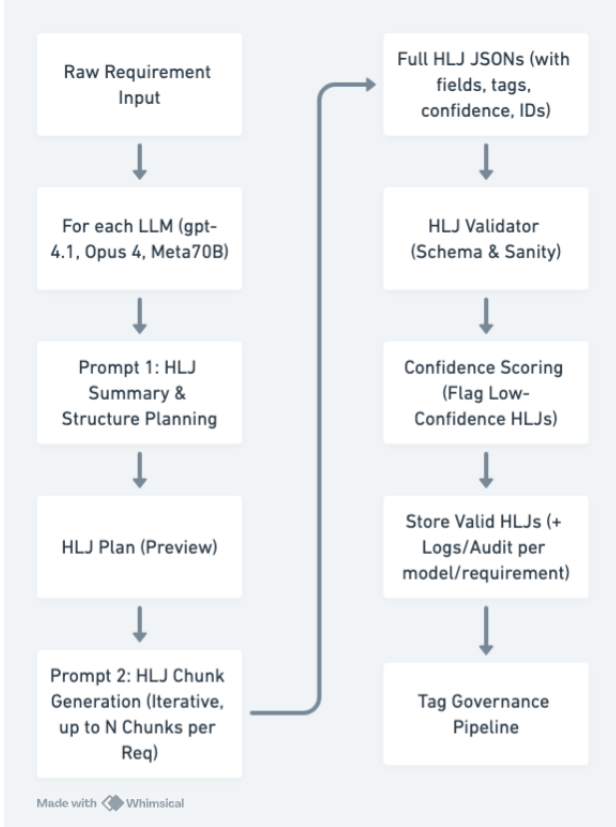 Raw Requirement
Input
For each LLM (gpt-
4.1, Opus 4, Meta70B)
Prompt 1: HLJ
Summary &
Structure Planning
HLJ Plan (Preview)
Prompt 2: HLJ Chunk
Generation (Iterative,
up to N Chunks per
Req)
Full HLJ JSONs (with
fields, tags,
confidence, IDs)
HLJ Validator
(Schema & Sanity)
Confidence Scoring
(Flag Low-
Confidence HLJs)
Store Valid HLJs (+
Logs/Audit per
model/requirement)
Tag Governance
Pipeline
Made with Whimsical